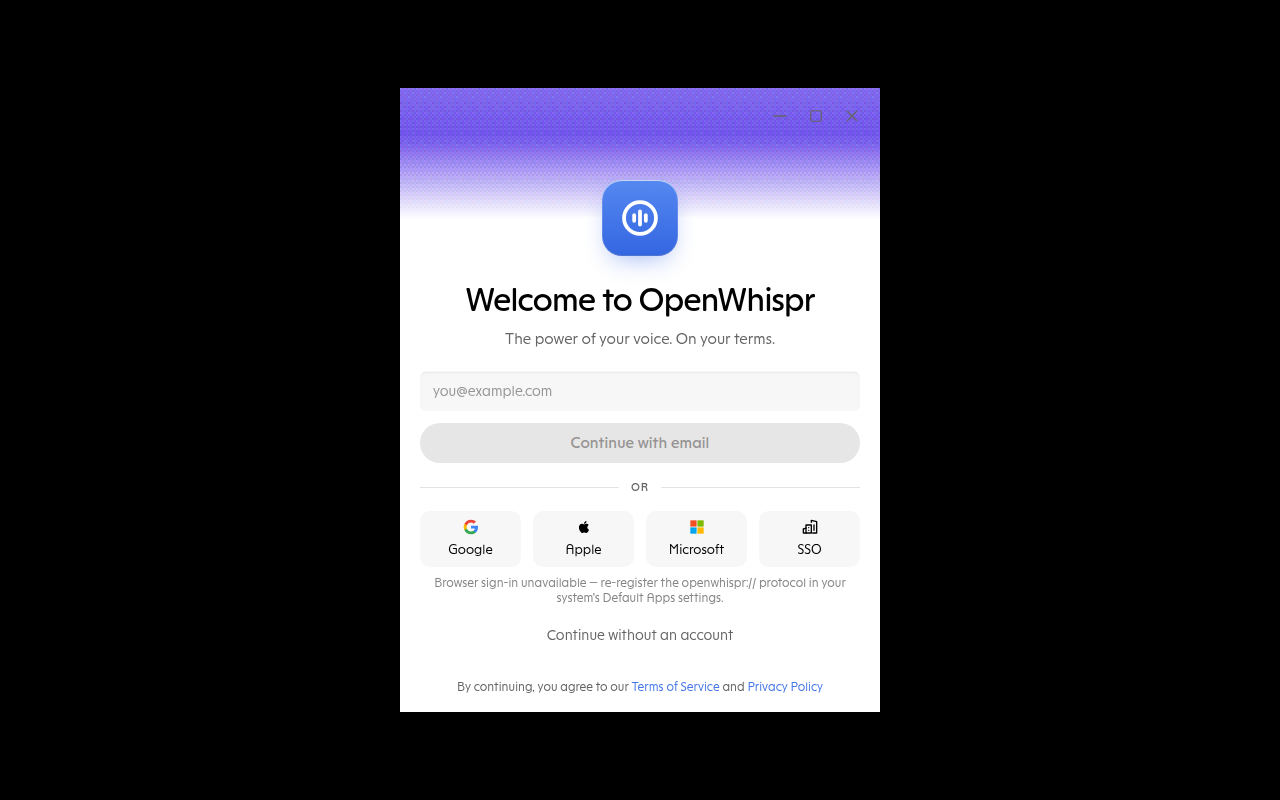 Welcome to OpenWhispr
The power of your voice. On your terms.
you@example.com
Continue with email
OR
Google
Apple
Microsoft
SSO
Browser sign-in unavailable — re-register the openwhispr:// protocol in your
system's Default Apps settings.
Continue without an account
By continuing, you agree to our Terms of Service and Privacy Policy